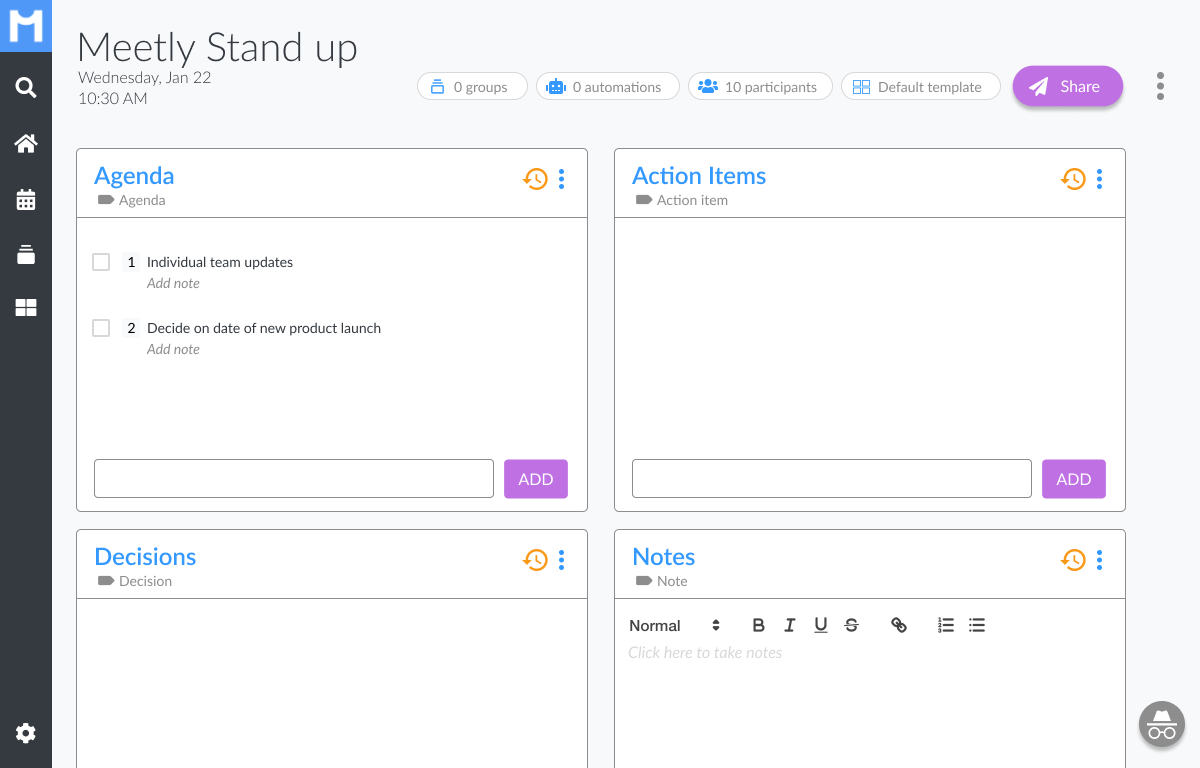 M
Meetly Stand up
Wednesday, Jan 22
10:30 AM
0 groups
0 automations
10 participants
Default template
Share
Agenda
Agenda
1 Individual team updates
Add note
2 Decide on date of new product launch
Add note
ADD
Action Items
Action item
ADD
Decisions
Decision
Notes
Note
Normal B I U S
Click here to take notes